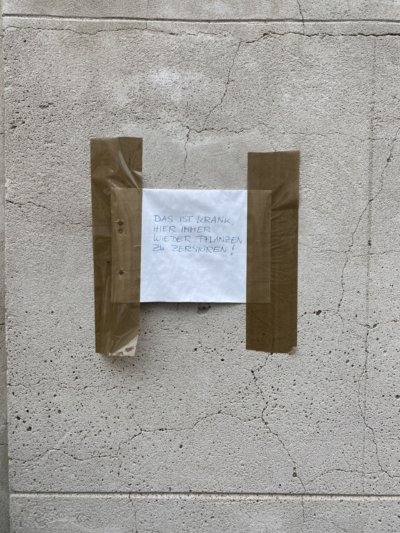 DAS IST KRANK,
HIER IMMER
WIEDER PFLANZEN
ZU ZERSTÖREN!